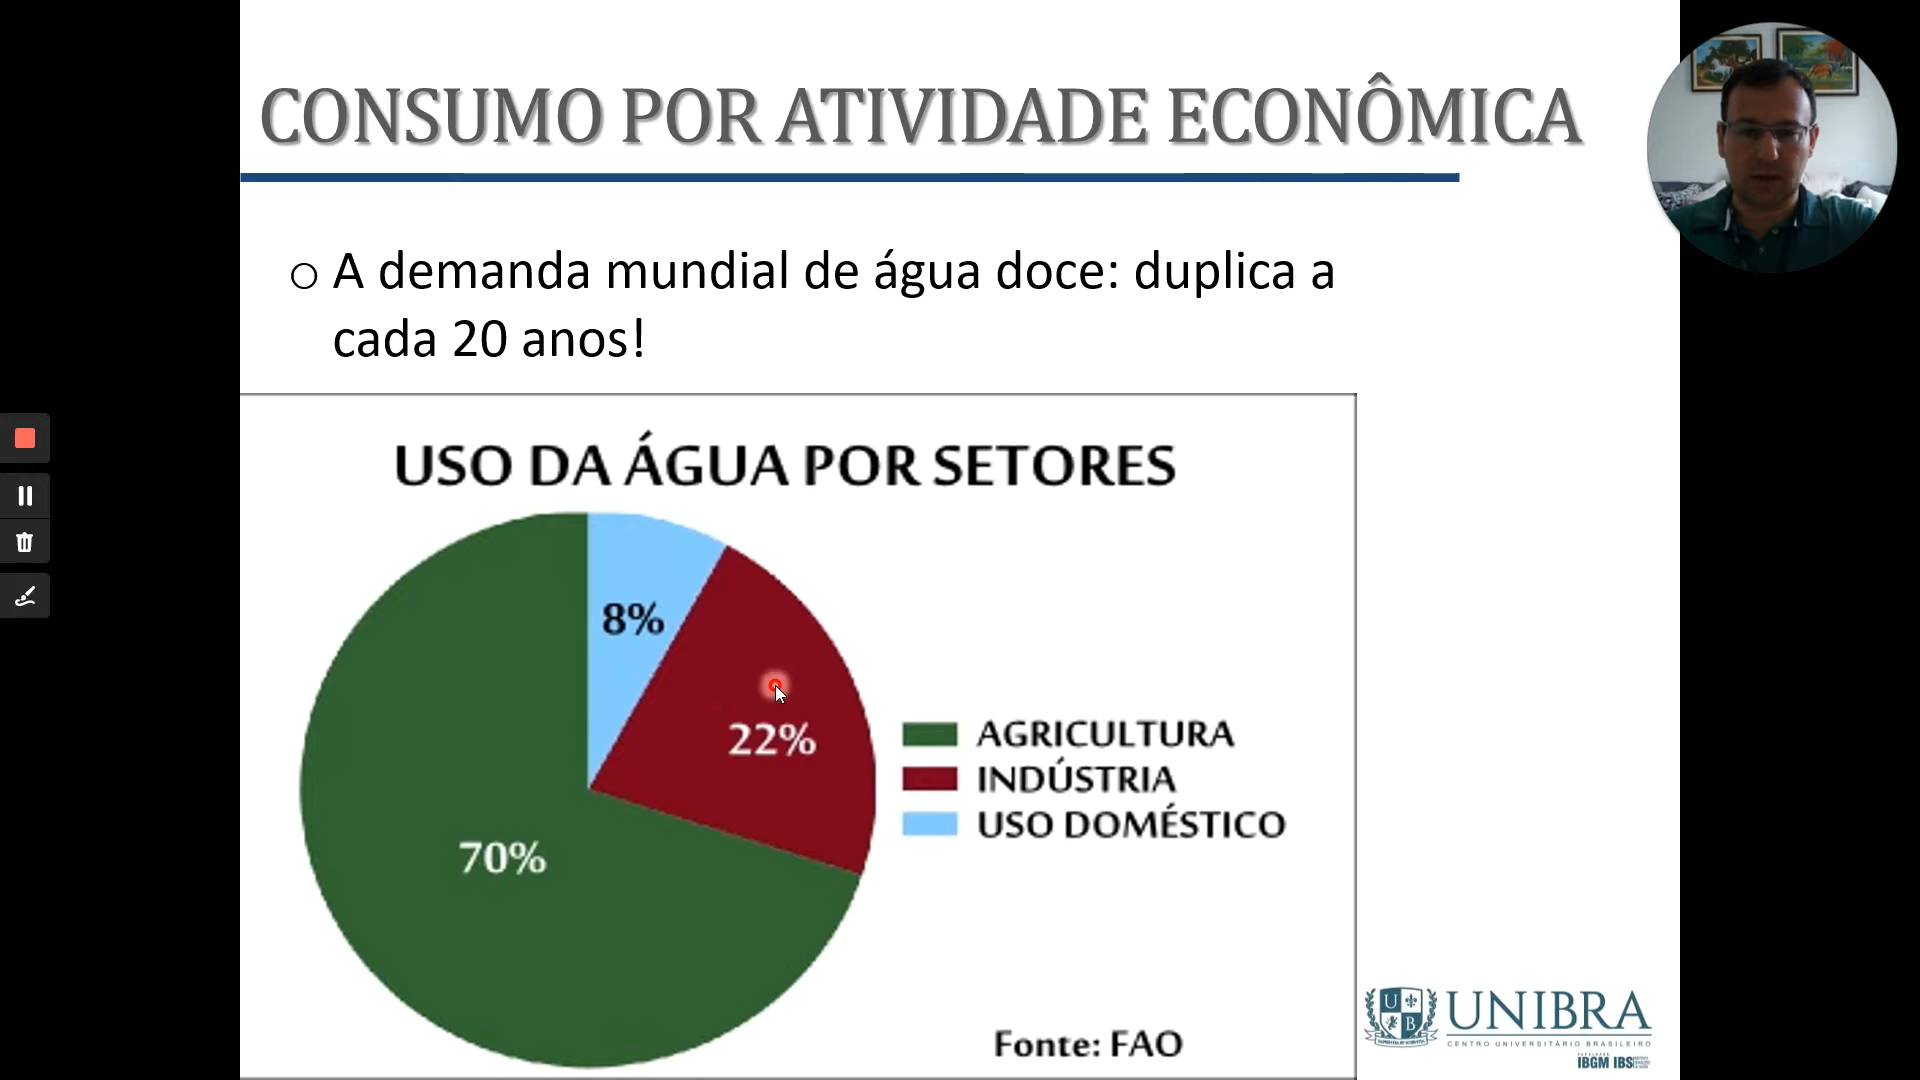 CONSUMO POR ATIVIDADE ECONÔMICA
○ A demanda mundial de água doce: duplica a
cada 20 anos!
USO DA ÁGUA POR SETORES
8%
22%
70%
AGRICULTURA
INDÚSTRIA
USO DOMÉSTICO
Fonte: FAO
U
B
UNIBRA
CENTRO UNIVERSITÁRIO BRASILEIRO
IBGM IBS